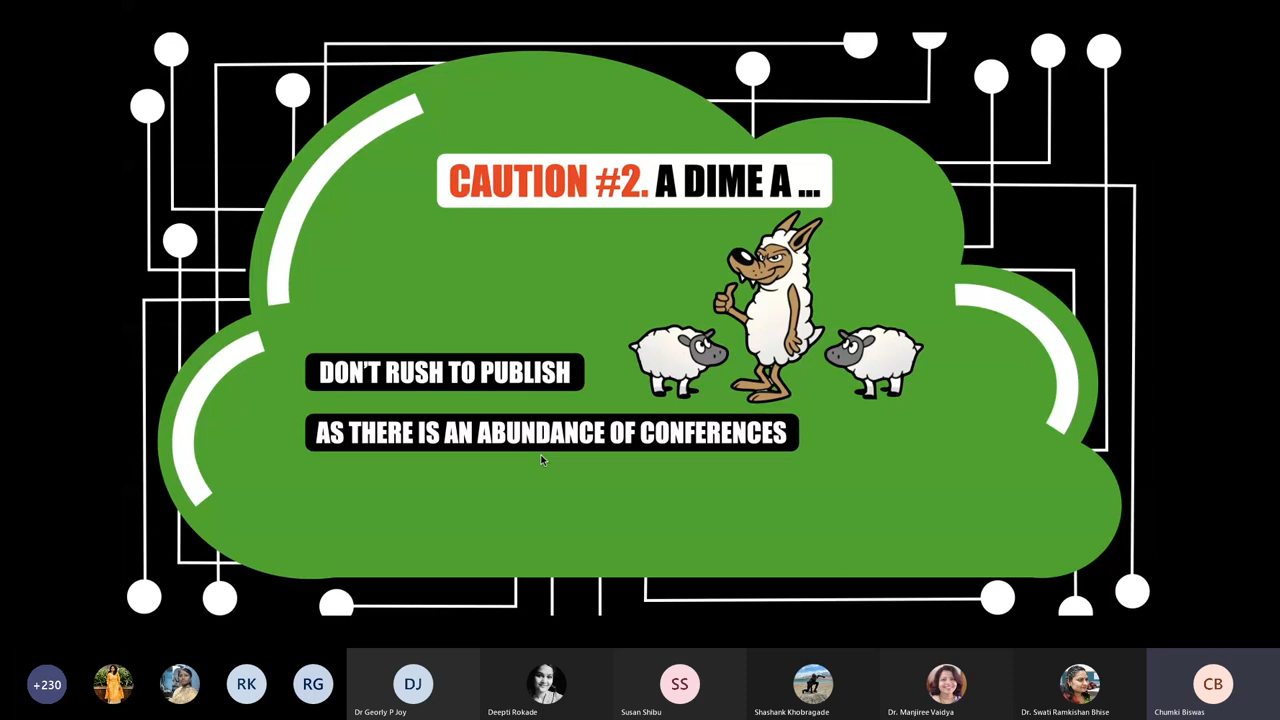 CAUTION #2. A DIME A ...
DON'T RUSH TO PUBLISH
AS THERE IS AN ABUNDANCE OF CONFERENCES
+230
RK
RG
DJ
SS
CB
Dr Georly P Joy
Deepti Rokade
Susan Shibu
Shashank Khobragade
Dr. Manjiree Vaidya
Dr. Swati Ramkishan Bhise
Chumki Biswas